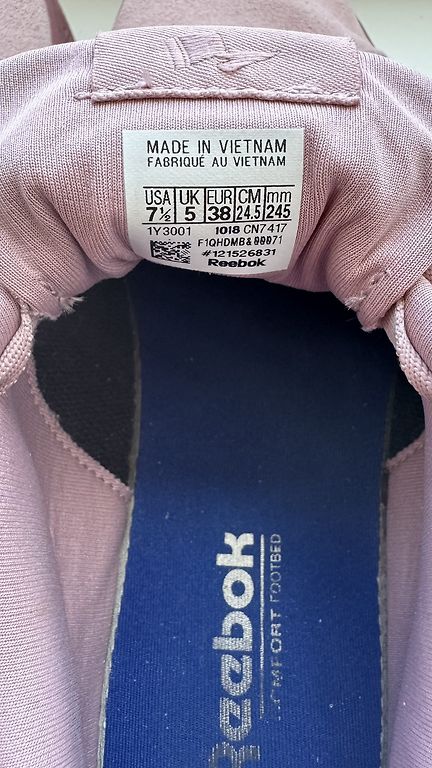 MADE IN VIETNAM
FABRIQUÉ AU VIETNAM
USA UK EUR CM mm
7½ 5 38 24.5 245
1Y3001 1018 CN7417
F1QHDMB&00071
#121526831
Reebok
Reebok
COMFORT FOOTBED